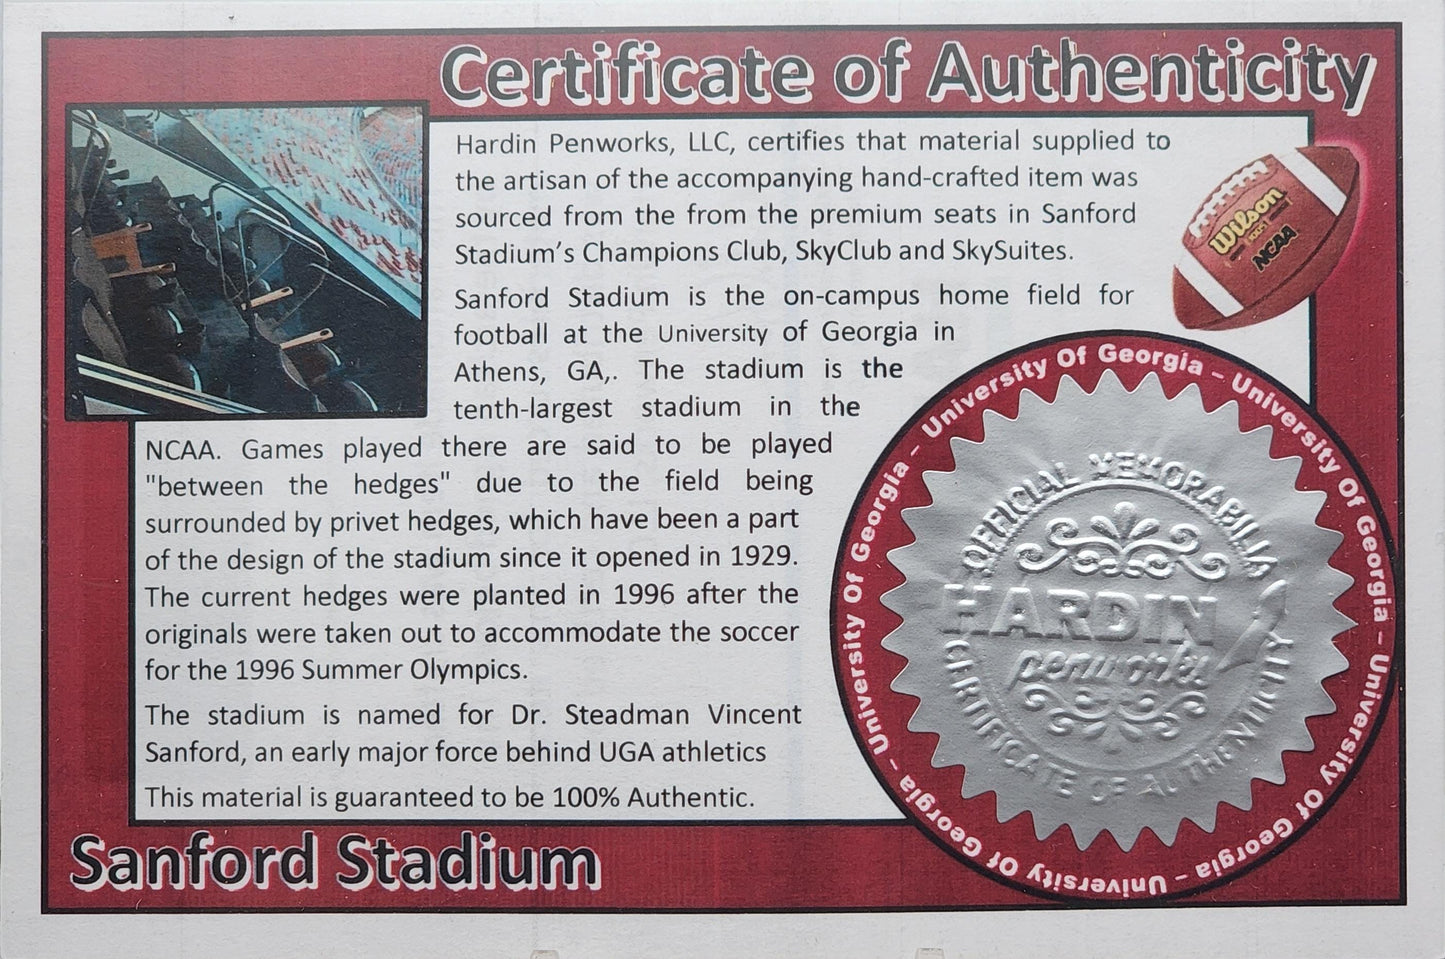 Certificate of Authenticity
Hardin Penworks, LLC, certifies that material supplied to
the artisan of the accompanying hand-crafted item was
sourced from the from the premium seats in Sanford
Stadium’s Champions Club, SkyClub and SkySuites.
Sanford Stadium is the on-campus home field for
football at the University of Georgia in
Athens, GA,. The stadium is the
tenth-largest stadium in the
NCAA. Games played there are said to be played
"between the hedges" due to the field being
surrounded by privet hedges, which have been a part
of the design of the stadium since it opened in 1929.
The current hedges were planted in 1996 after the
originals were taken out to accommodate the soccer
for the 1996 Summer Olympics.
The stadium is named for Dr. Steadman Vincent
Sanford, an early major force behind UGA athletics
This material is guaranteed to be 100% Authentic.
Sanford Stadium
Wilson
NCAA
University Of Georgia – University Of Georgia – University Of Georgia – University Of Georgia – University Of Georgia –
OFFICIAL MEMORABILIA
HARDIN
penworks
CERTIFICATE OF AUTHENTICITY